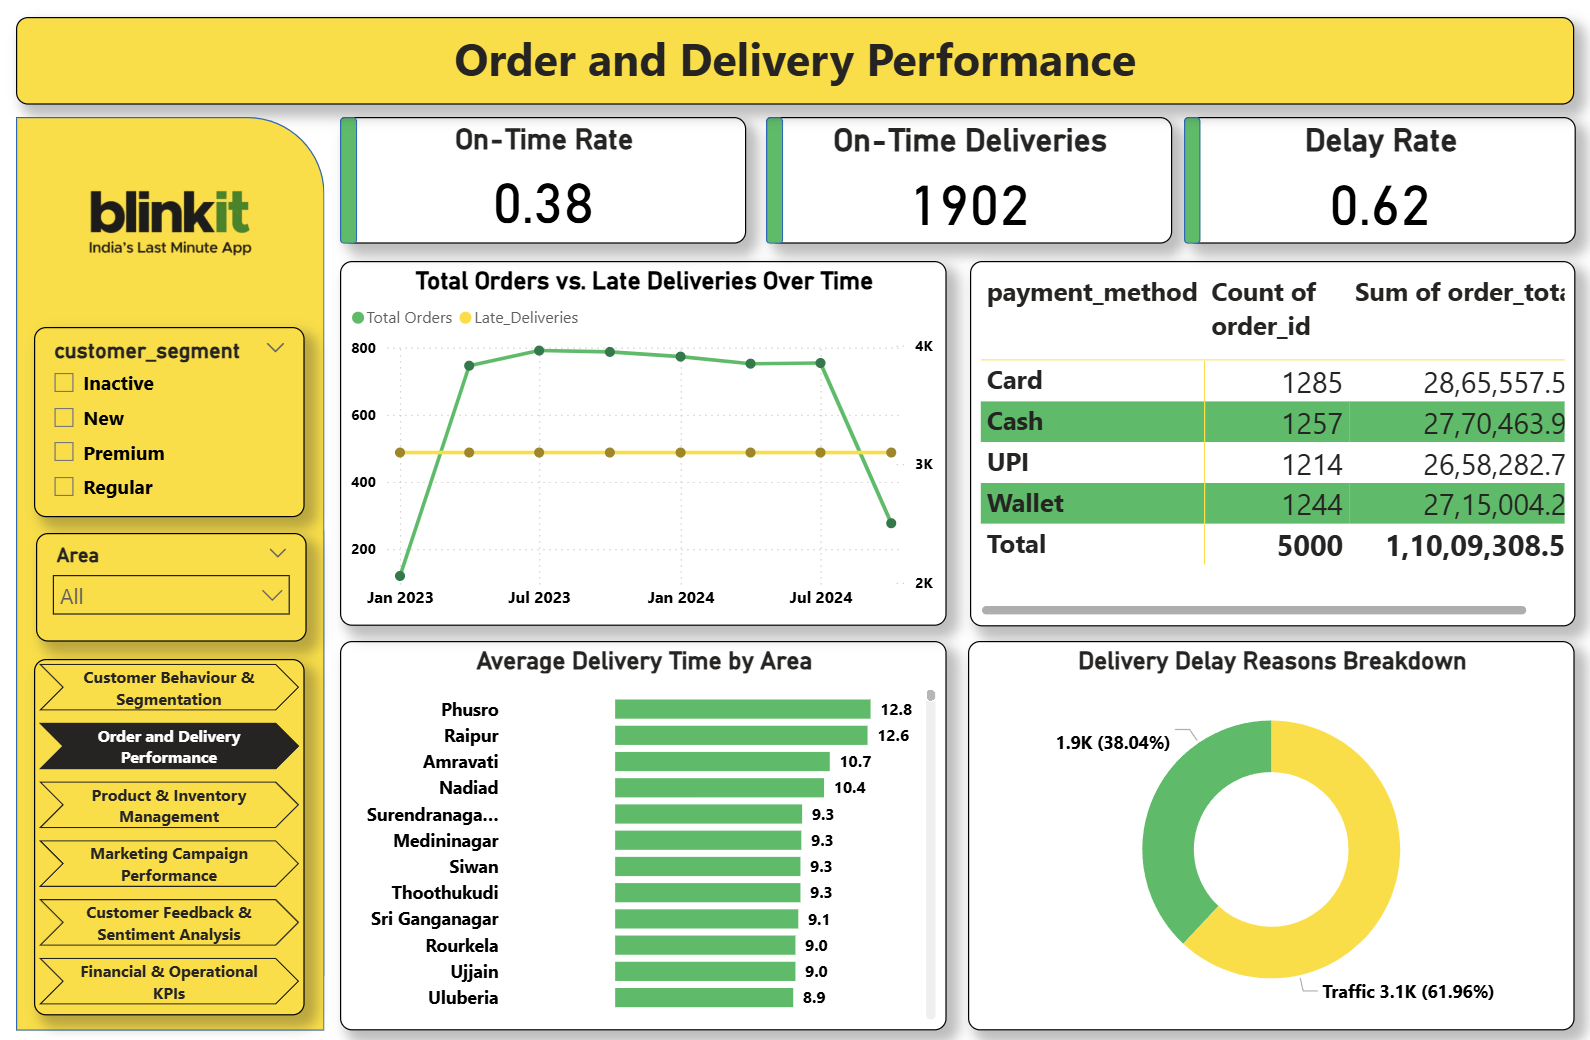 Order and Delivery Performance
blinkit
India's Last Minute App
customer_segment
Inactive
New
Premium
Regular
Area
All
Customer Behaviour &
Segmentation
Order and Delivery
Performance
Product & Inventory
Management
Marketing Campaign
Performance
Customer Feedback &
Sentiment Analysis
Financial & Operational
KPIs
On-Time Rate
0.38
On-Time Deliveries
1902
Delay Rate
0.62
Total Orders vs. Late Deliveries Over Time
Total Orders Late_Deliveries
800
600
400
200
4K
3K
2K
Jan 2023 Jul 2023 Jan 2024 Jul 2024
payment_method Count of order_id Sum of order_tota
Card 1285 28,65,557.5
Cash 1257 27,70,463.9
UPI 1214 26,58,282.7
Wallet 1244 27,15,004.2
Total 5000 1,10,09,308.5
Average Delivery Time by Area
Phusro 12.8
Raipur 12.6
Amravati 10.7
Nadiad 10.4
Surendranaga... 9.3
Medininagar 9.3
Siwan 9.3
Thoothukudi 9.3
Sri Ganganagar 9.1
Rourkela 9.0
Ujjain 9.0
Uluberia 8.9
Delivery Delay Reasons Breakdown
1.9K (38.04%)
Traffic 3.1K (61.96%)